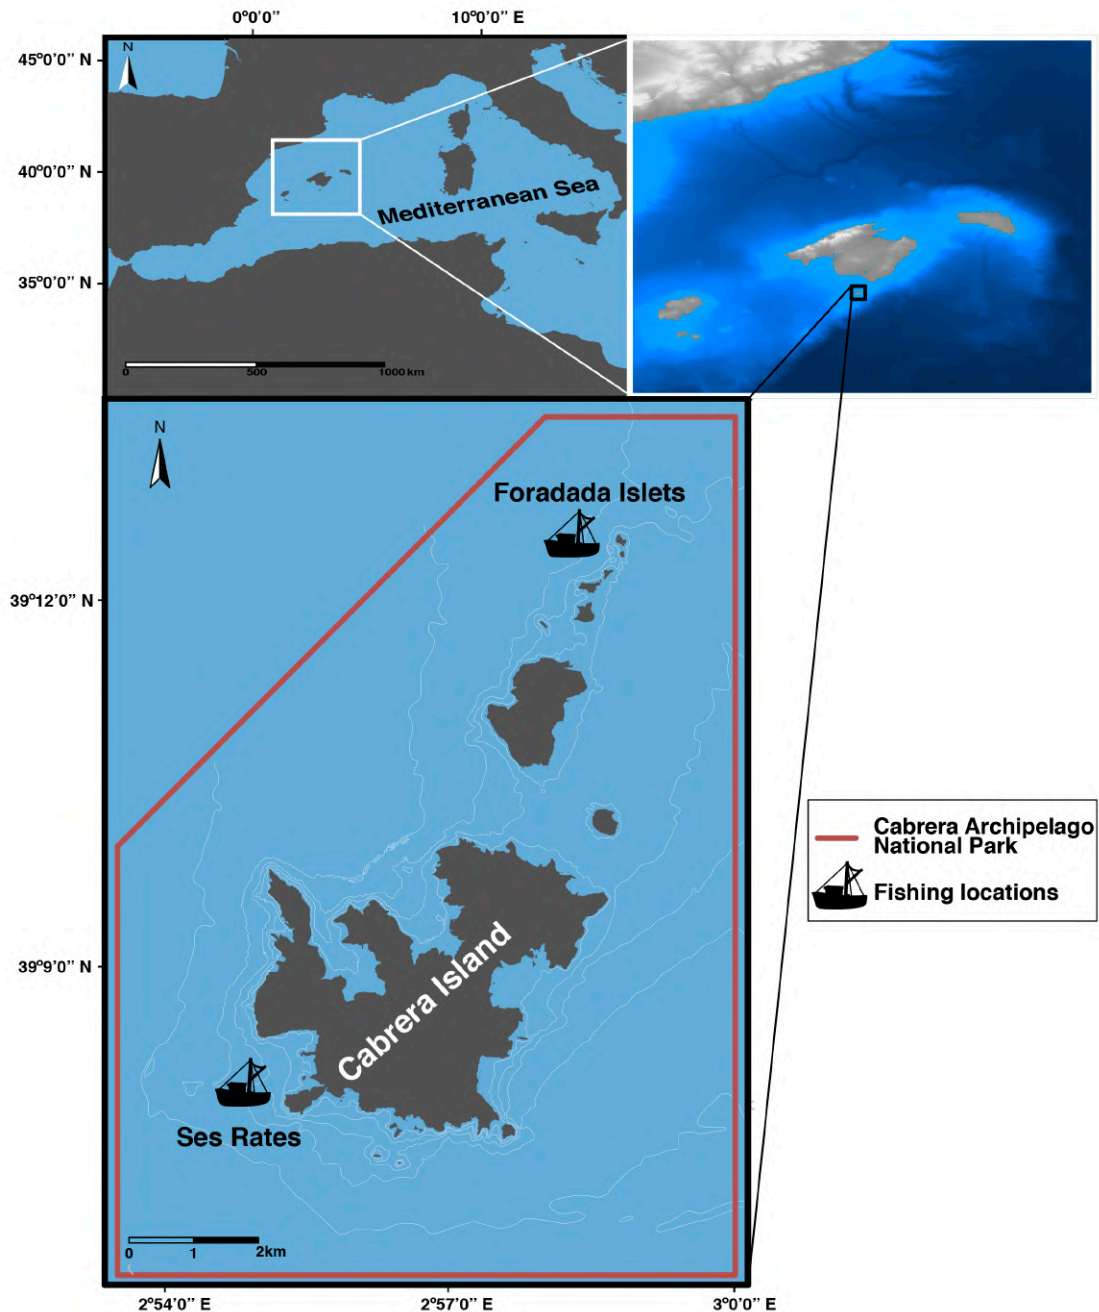 0º0'0'' 10º0'0'' E
45º0'0'' N
N
40º0'0'' N
Mediterranean Sea
35º0'0'' N
0 500 1000 km
N
Foradada Islets
39º12'0'' N
Cabrera Archipelago
National Park
Fishing locations
39º9'0'' N
Cabrera Island
Ses Rates
0 1 2km
2º54'0'' E 2º57'0'' E 3º0'0'' E